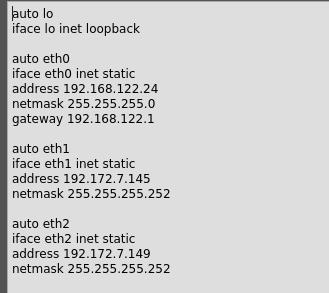 auto lo
iface lo inet loopback
auto eth0
iface eth0 inet static
address 192.168.122.24
netmask 255.255.255.0
gateway 192.168.122.1
auto eth1
iface eth1 inet static
address 192.172.7.145
netmask 255.255.255.252
auto eth2
iface eth2 inet static
address 192.172.7.149
netmask 255.255.255.252